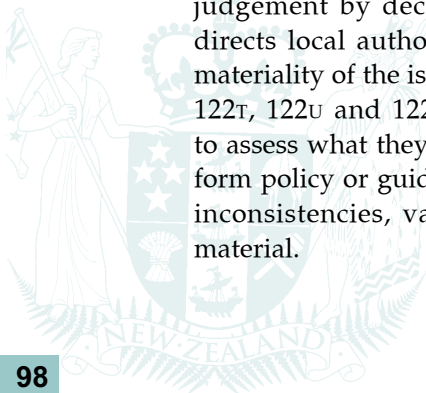 judgement by dec
directs local autho
materiality of the is
122T, 122U and 122
to assess what they
form policy or guid
inconsistencies, va
material.
NEW ZEALAND
98